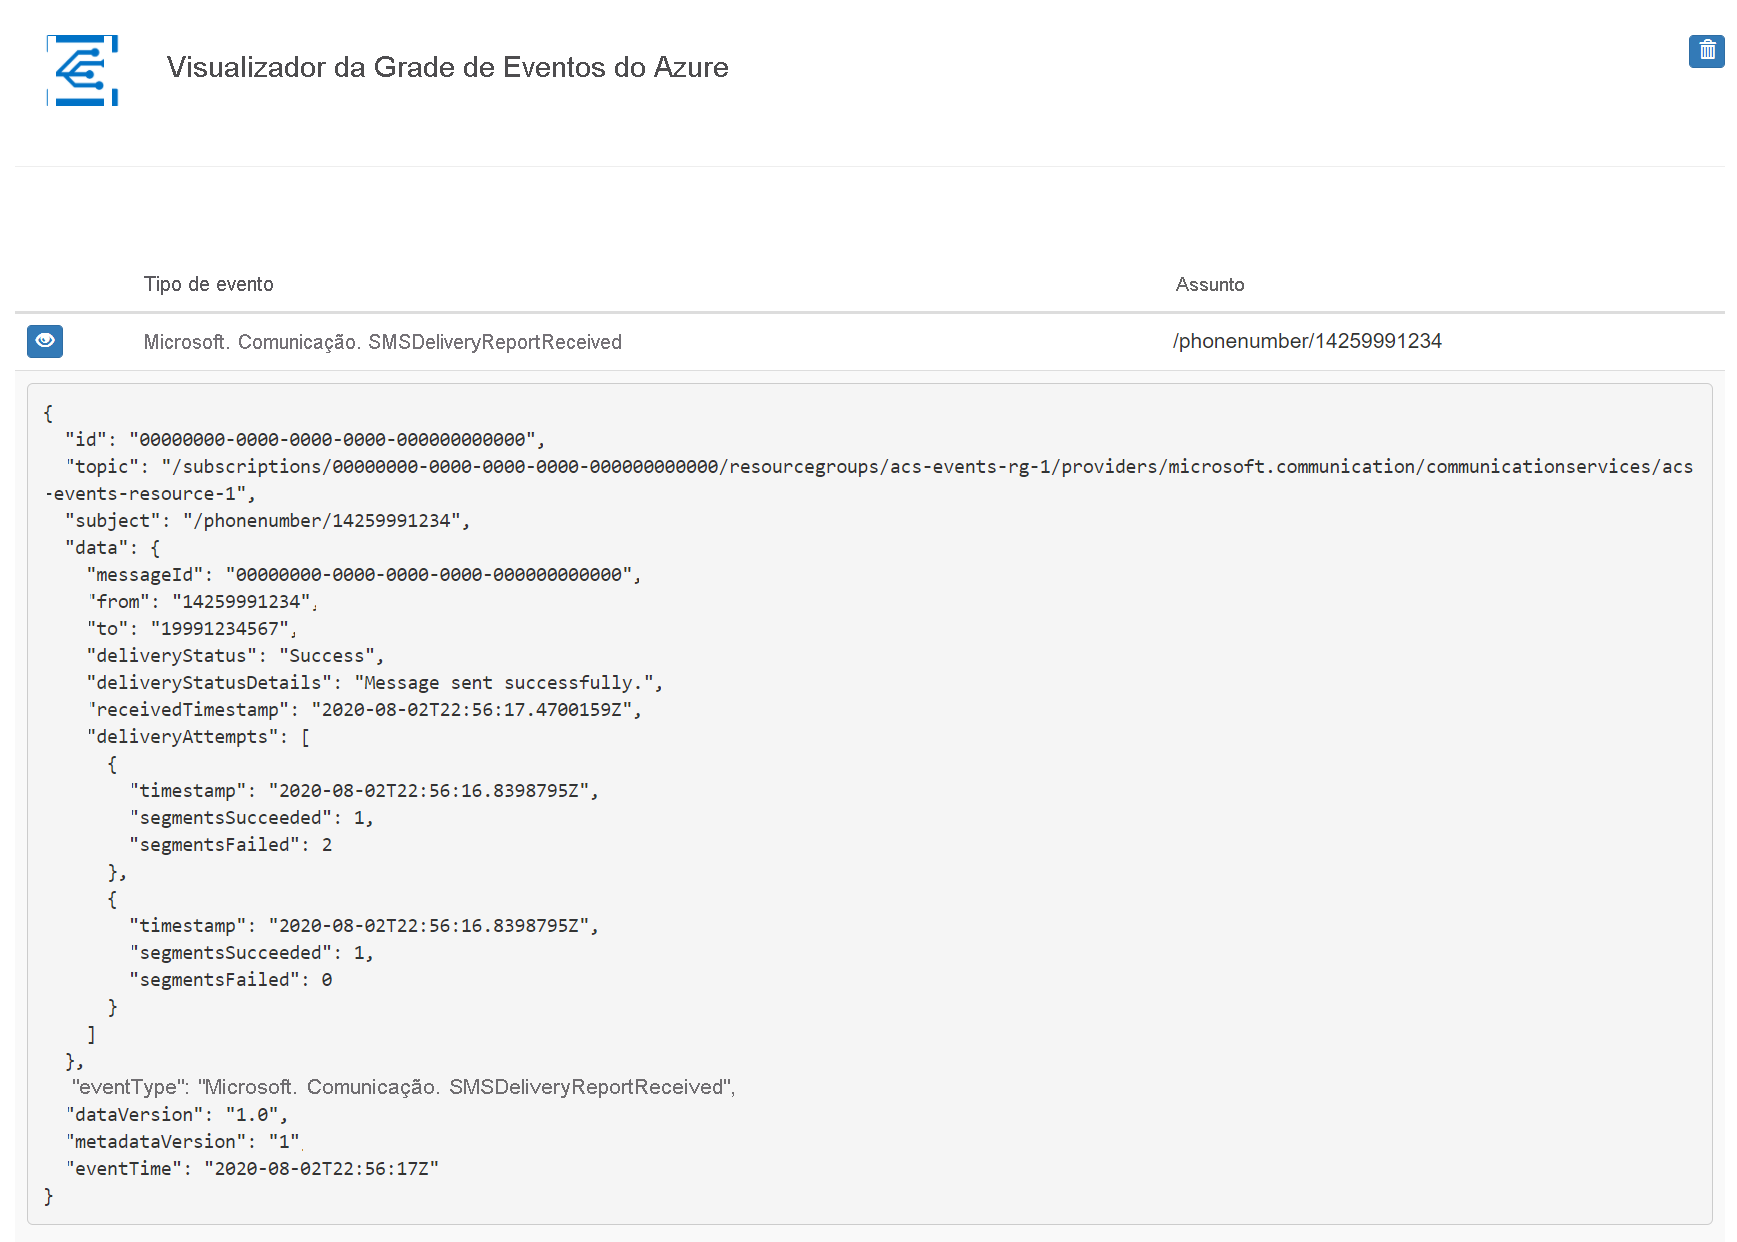 Visualizador da Grade de Eventos do Azure
Tipo de evento Assunto
Microsoft. Comunicação. SMSDeliveryReportReceived /phonenumber/14259991234
{
"id": "00000000-0000-0000-0000-000000000000",
"topic": "/subscriptions/00000000-0000-0000-0000-000000000000/resourcegroups/acs-events-rg-1/providers/microsoft.communication/communicationservices/acs
-events-resource-1",
"subject": "/phonenumber/14259991234",
"data": {
"messageId": "00000000-0000-0000-0000-000000000000",
"from": "14259991234",
"to": "19991234567",
"deliveryStatus": "Success",
"deliveryStatusDetails": "Message sent successfully.",
"receivedTimestamp": "2020-08-02T22:56:17.4700159Z",
"deliveryAttempts": [
{
"timestamp": "2020-08-02T22:56:16.8398795Z",
"segmentsSucceeded": 1,
"segmentsFailed": 2
},
{
"timestamp": "2020-08-02T22:56:16.8398795Z",
"segmentsSucceeded": 1,
"segmentsFailed": 0
}
]
},
"eventType": "Microsoft. Comunicação. SMSDeliveryReportReceived",
"dataVersion": "1.0",
"metadataVersion": "1",
"eventTime": "2020-08-02T22:56:17Z"
}